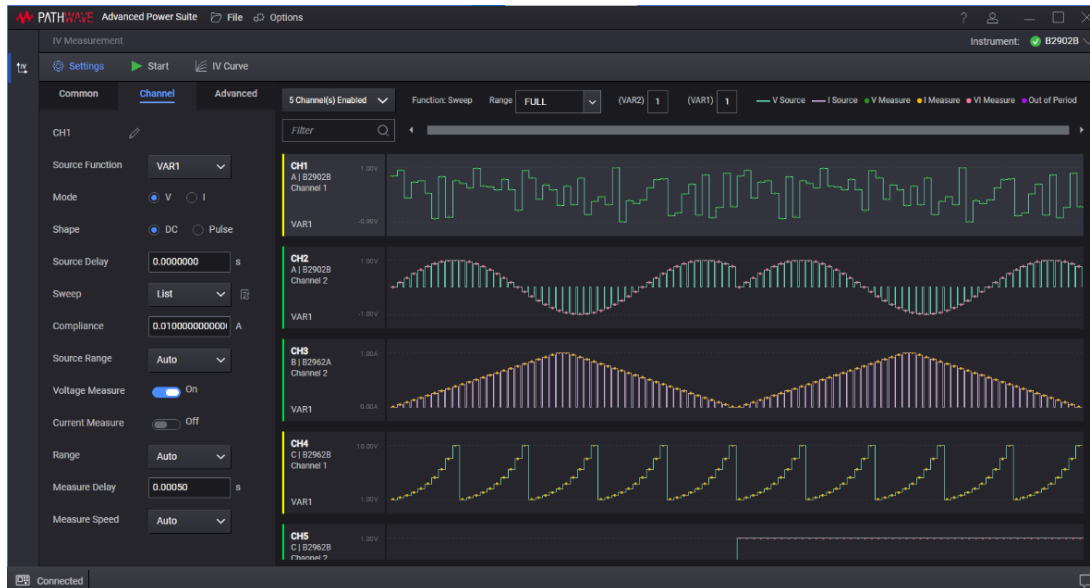 PATHWAVE Advanced Power Suite File Options ?
IV Measurement Instrument: B2902B
IV Settings Start IV Curve
Common Channel Advanced
5 Channel(s) Enabled Function: Sweep Range FULL (VAR2) 1 (VAR1) 1 V Source I Source V Measure I Measure VI Measure Out of Period
CH1
Filter
Source Function VAR1
Mode V I
Shape DC Pulse
Source Delay 0.0000000 s
Sweep List
Compliance 0.010000000000 A
Source Range Auto
Voltage Measure On
Current Measure Off
Range Auto
Measure Delay 0.00050 s
Measure Speed Auto
CH1 1.00V
A | B2902B
Channel 1
VAR1 -0.99V
CH2 1.00V
A | B2902B
Channel 2
VAR1 -1.00V
CH3 1.00A
B | B2962A
Channel 2
VAR1 0.00A
CH4 10.00V
C | B2962B
Channel 1
VAR1 1.00V
CH5 1.00V
C | B2962B
Channel 2
Connected